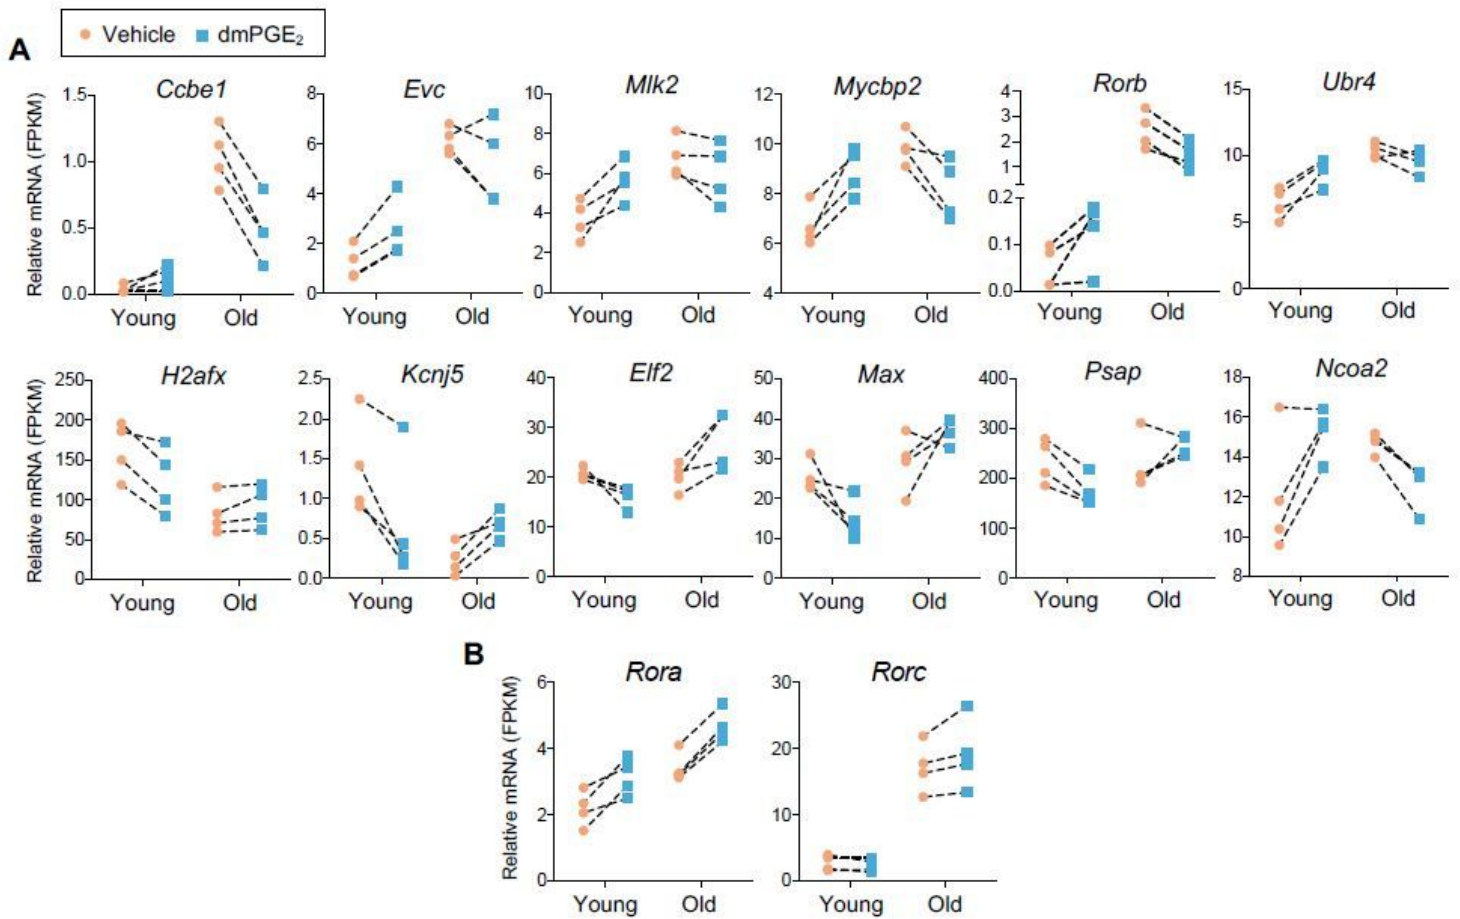 Vehicle dmPGE₂
A
Ccbe1 Evc Mlk2 Mycbp2 Rorb Ubr4
Relative mRNA (FPKM)
1.5 1.0 0.5 0.0
8 6 4 2 0
10 8 6 4 2 0
12 10 8 6 4
4 3 2 1 0.2 0.1 0.0
15 10 5 0
Young Old Young Old Young Old Young Old Young Old Young Old
H2afx Kcnj5 Elf2 Max Psap Ncoa2
Relative mRNA (FPKM)
250 200 150 100 50 0
2.5 2.0 1.5 1.0 0.5 0.0
40 30 20 10 0
50 40 30 20 10 0
400 300 200 100 0
18 16 14 12 10 8
Young Old Young Old Young Old Young Old Young Old Young Old
B
Rora Rorc
Relative mRNA (FPKM)
6 4 2 0
30 20 10 0
Young Old Young Old